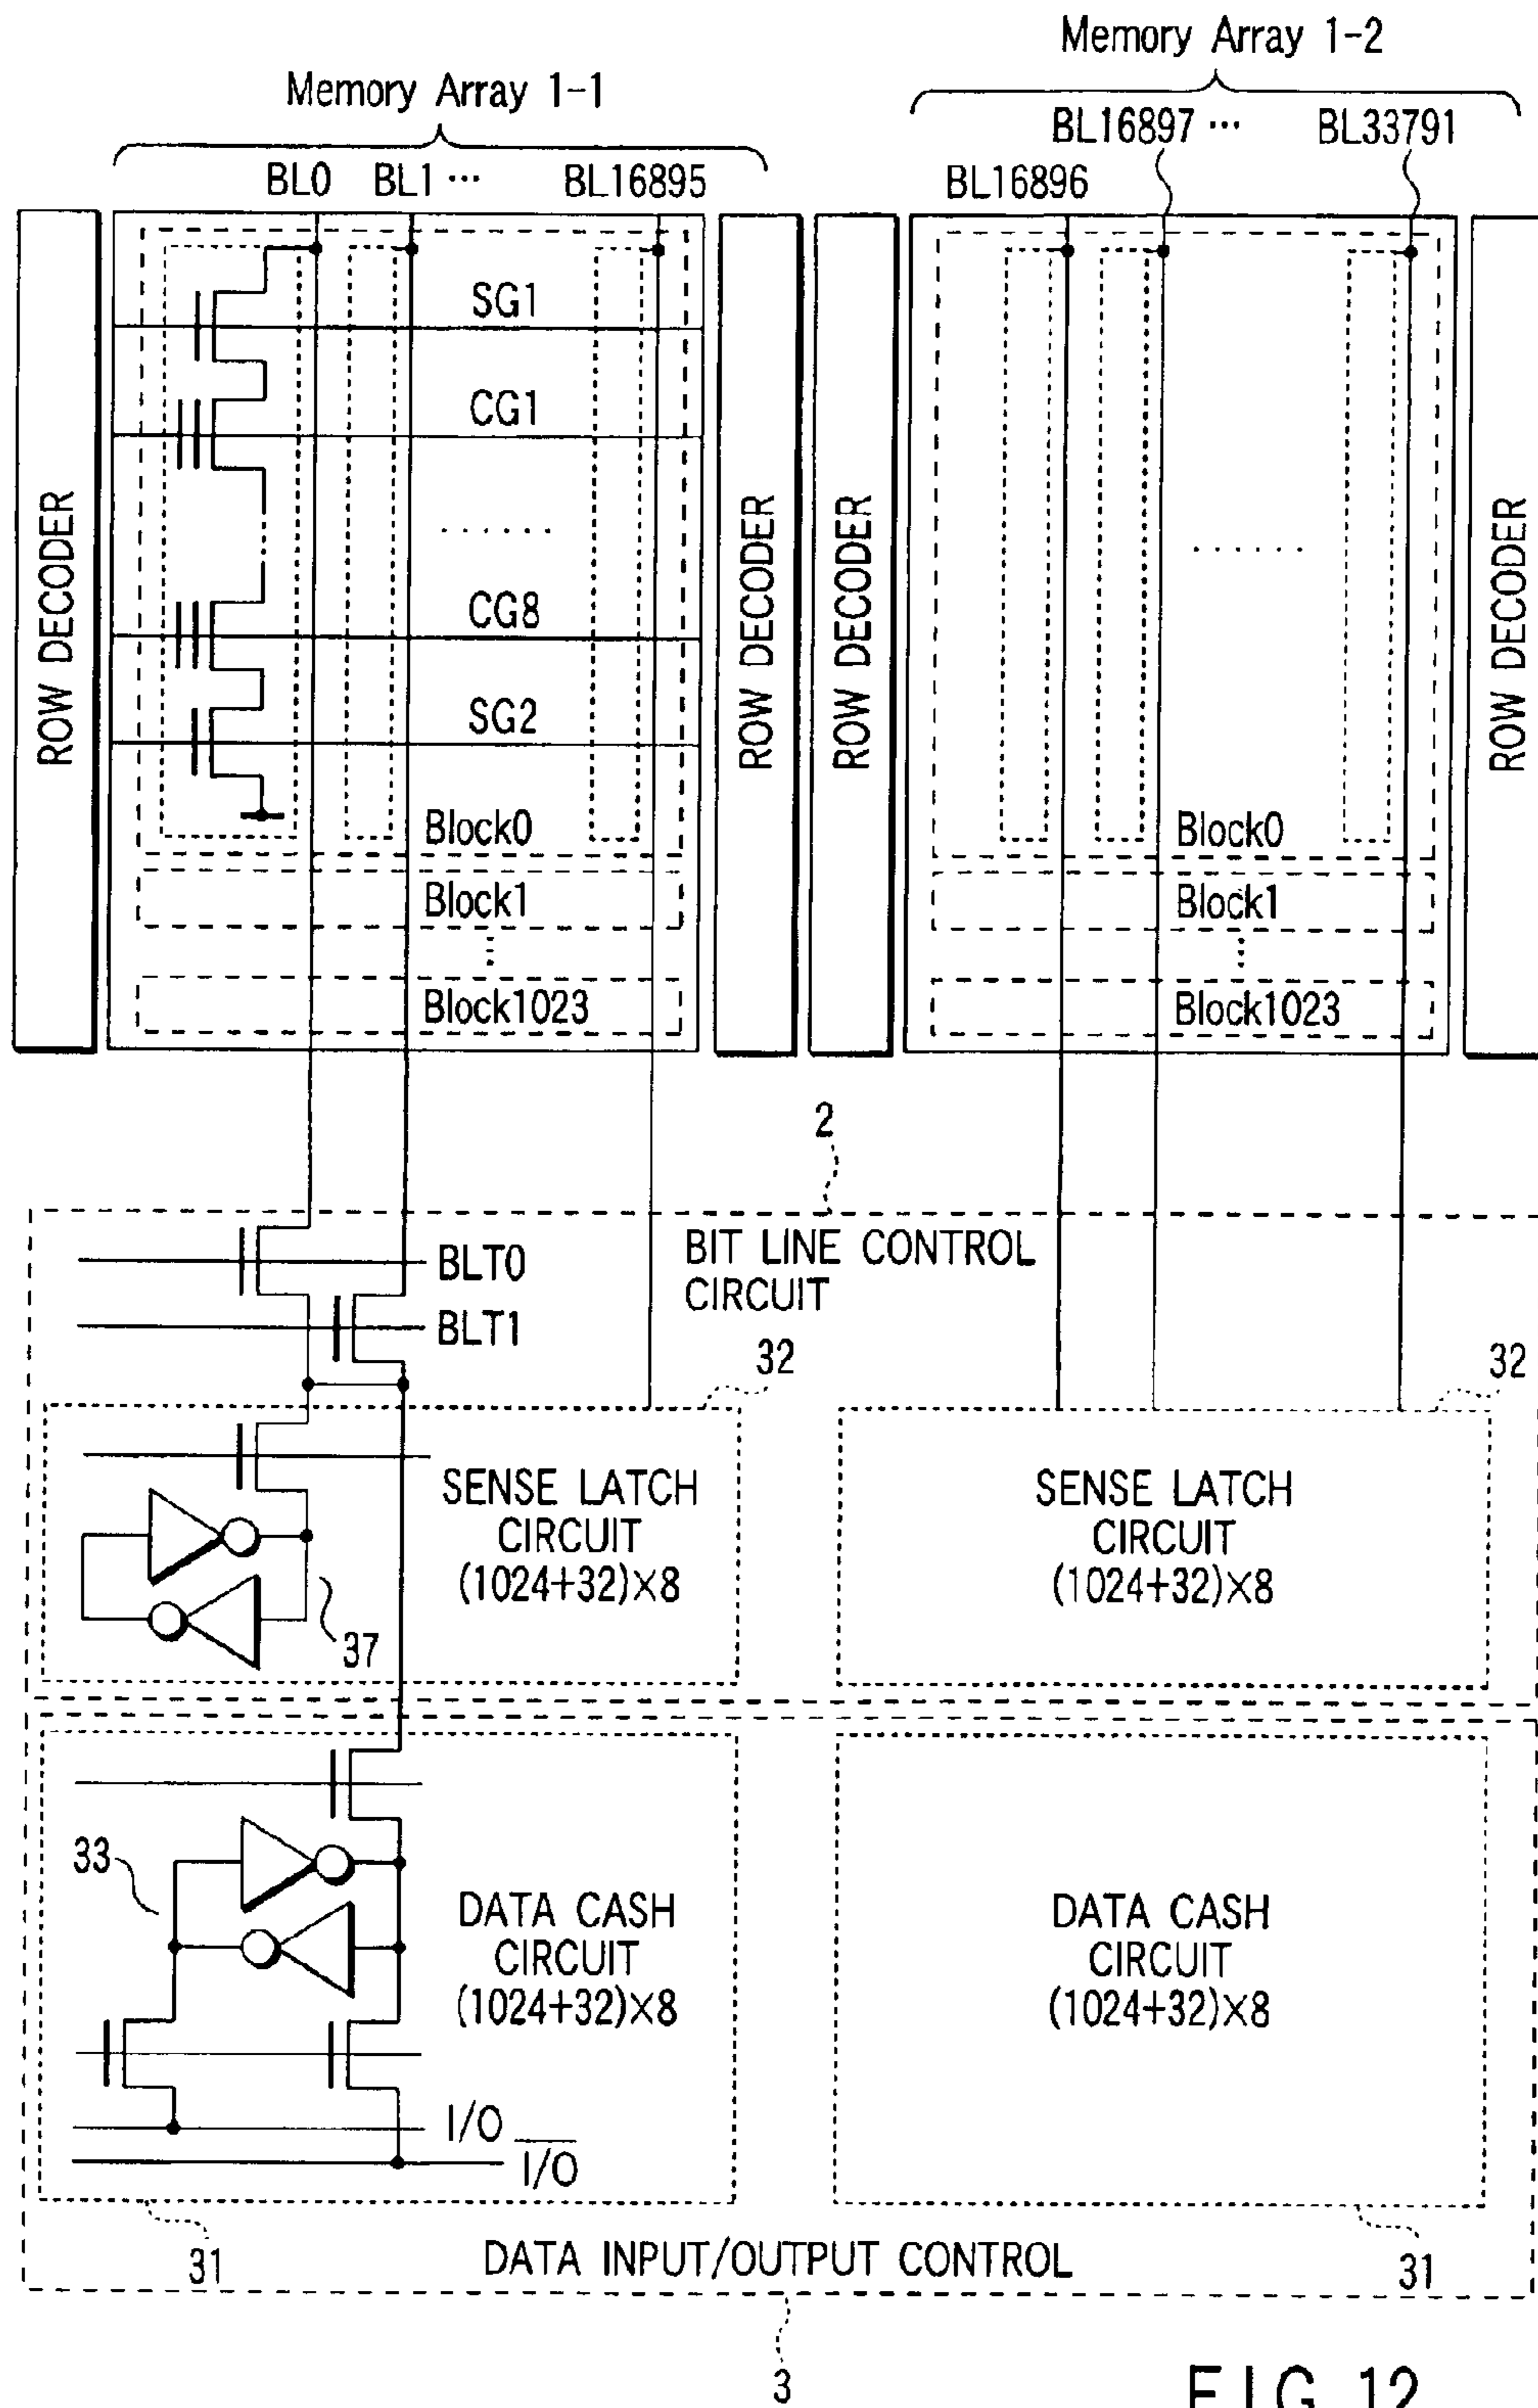 Memory Array 1-1
Memory Array 1-2
BL0 BL1 ··· BL16895
BL16896 BL16897 ··· BL33791
ROW DECODER
SG1
CG1
······
CG8
SG2
Block0
Block1
Block1023
ROW DECODER
ROW DECODER
······
Block0
Block1
Block1023
ROW DECODER
2
BIT LINE CONTROL
CIRCUIT
BLT0
BLT1
32
32
SENSE LATCH
CIRCUIT
(1024+32)×8
37
SENSE LATCH
CIRCUIT
(1024+32)×8
33
DATA CASH
CIRCUIT
(1024+32)×8
DATA CASH
CIRCUIT
(1024+32)×8
I/O
I/O
31
DATA INPUT/OUTPUT CONTROL
31
3
FIG. 12